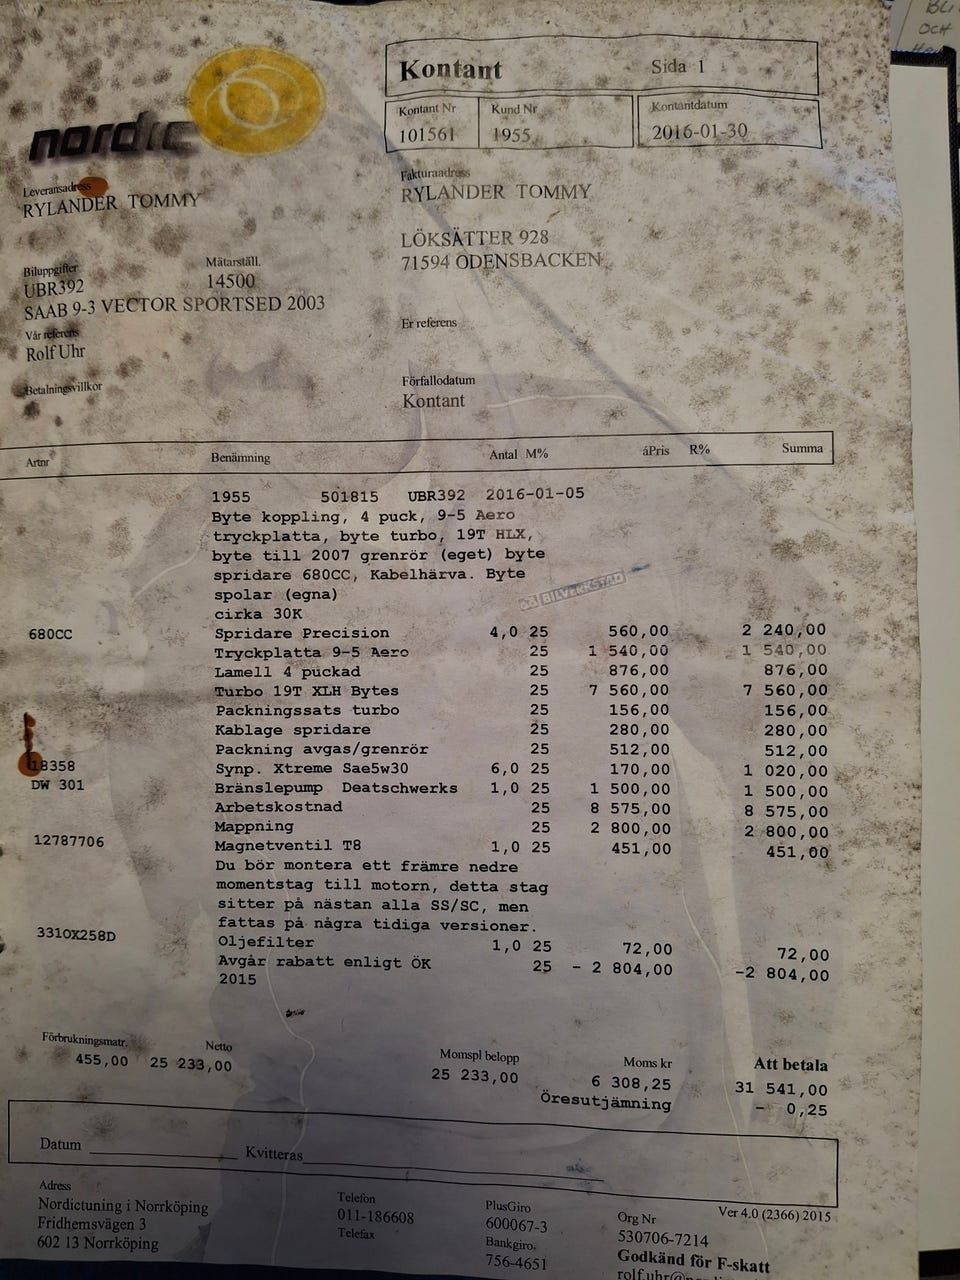 BLI
OCH
nordic
Kontant Sida 1
Kontant Nr Kund Nr Kontantdatum
101561 1955 2016-01-30
Leveransadress Fakturaadress
RYLANDER TOMMY RYLANDER TOMMY
LÖKSÄTTER 928
71594 ODENSBACKEN
Biluppgifter Mätarställ.
UBR392 14500
SAAB 9-3 VECTOR SPORTSED 2003
Vår referens Er referens
Rolf Uhr
Betalningsvillkor Förfallodatum
Kontant
Artnr Benämning Antal M% áPris R% Summa
1955 501815 UBR392 2016-01-05
Byte koppling, 4 puck, 9-5 Aero
tryckplatta, byte turbo, 19T HLX,
byte till 2007 grenrör (eget) byte
spridare 680CC, Kabelhärva. Byte
spolar (egna)
BILVERKSTAD
cirka 30K
680CC Spridare Precision 4,0 25 560,00 2 240,00
Tryckplatta 9-5 Aero 25 1 540,00 1 540,00
Lamell 4 puckad 25 876,00 876,00
Turbo 19T XLH Bytes 25 7 560,00 7 560,00
Packningssats turbo 25 156,00 156,00
Kablage spridare 25 280,00 280,00
Packning avgas/grenrör 25 512,00 512,00
18358 Synp. Xtreme Sae5w30 6,0 25 170,00 1 020,00
DW 301 Bränslepump Deatschwerks 1,0 25 1 500,00 1 500,00
Arbetskostnad 25 8 575,00 8 575,00
Mappning 25 2 800,00 2 800,00
12787706 Magnetventil T8 1,0 25 451,00 451,00
Du bör montera ett främre nedre
momentstag till motorn, detta stag
sitter på nästan alla SS/SC, men
fattas på några tidiga versioner.
331OX258D Oljefilter 1,0 25 72,00 72,00
Avgår rabatt enligt ÖK 25 - 2 804,00 -2 804,00
2015
Förbrukningsmatr. Netto Momspl belopp Moms kr Att betala
455,00 25 233,00 25 233,00 6 308,25 31 541,00
Öresutjämning - 0,25
Datum Kvitteras
Ver 4.0 (2366) 2015
Adress Telefon PlusGiro Org Nr
Nordictuning i Norrköping 011-186608 600067-3 530706-7214
Fridhemsvägen 3 Telefax Bankgiro. Godkänd för F-skatt
602 13 Norrköping 756-4651